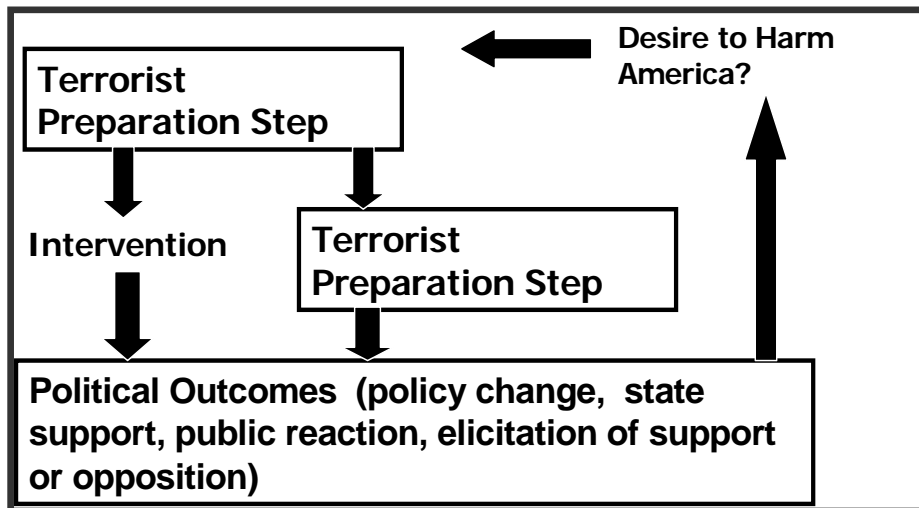 Desire to Harm
America?
Terrorist
Preparation Step
Intervention
Terrorist
Preparation Step
Political Outcomes (policy change, state
support, public reaction, elicitation of support
or opposition)